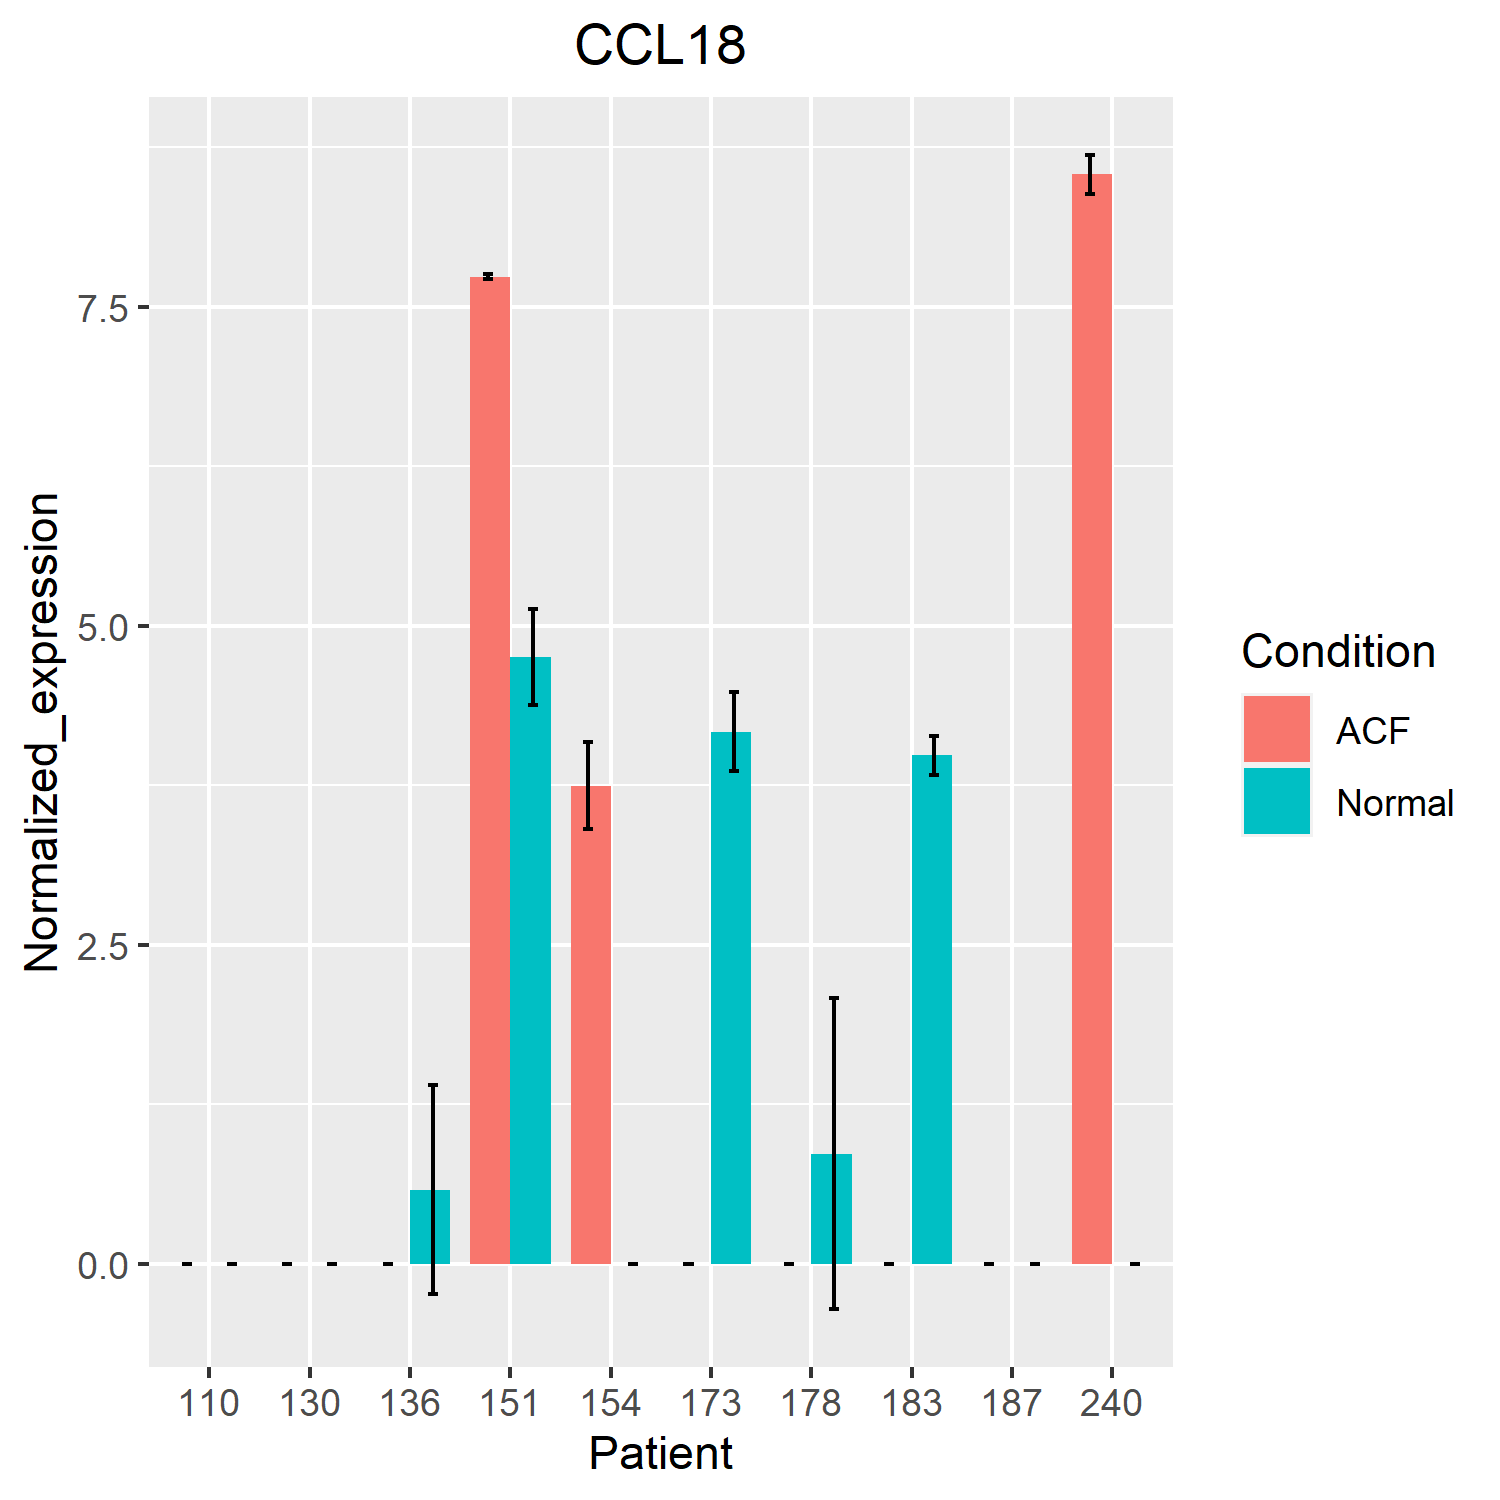 CCL18
Normalized_expression
7.5
5.0
2.5
0.0
110 130 136 151 154 173 178 183 187 240
Patient
Condition
ACF
Normal